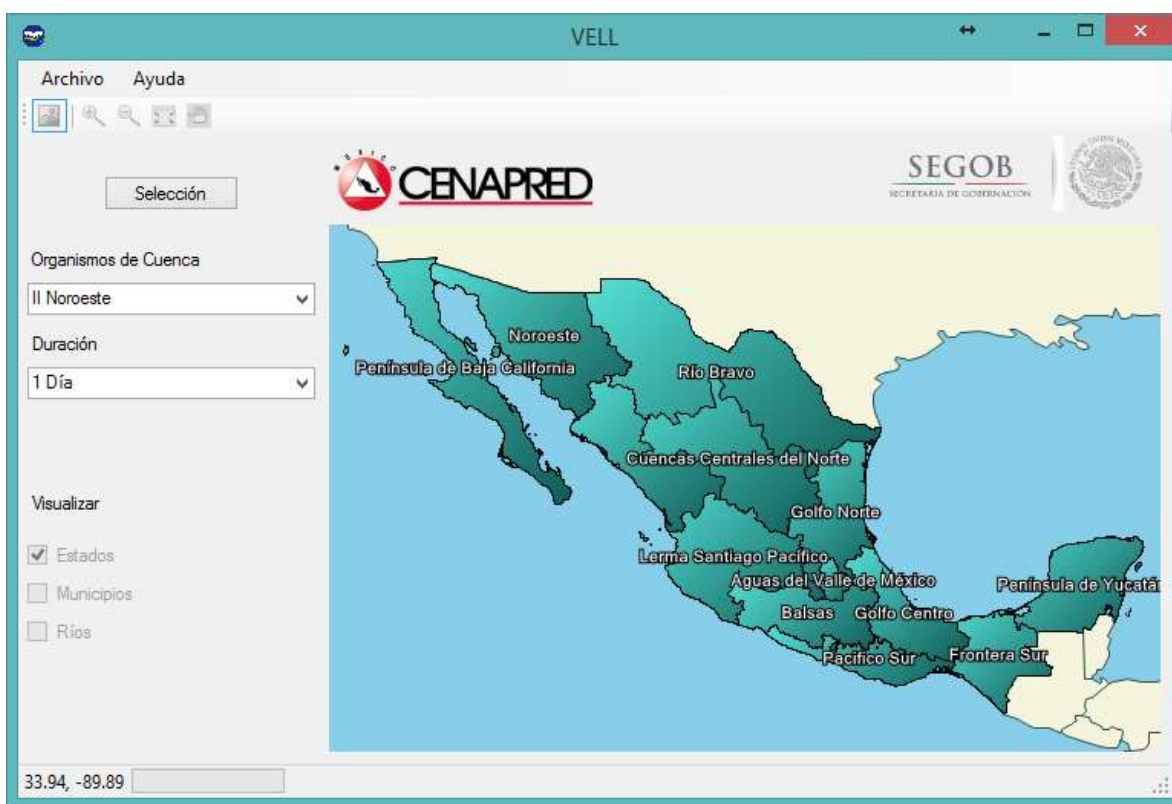 VELL
Archivo Ayuda
Selección
MÉXICO
CENAPRED
SEGOB
SECRETARÍA DE GOBERNACIÓN
Organismos de Cuenca
II Noroeste
Duración
1 Día
Visualizar
Estados
Municipios
Ríos
Noroeste
Península de Baja California
Río Bravo
Cuencas Centrales del Norte
Golfo Norte
Lerma Santiago Pacífico
Aguas del Valle de México
Península de Yucatá
Balsas
Golfo Centro
Pacífico Sur
Frontera Sur
33.94, -89.89